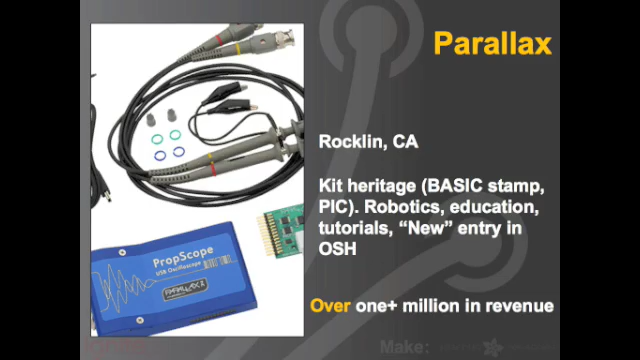 Parallax
Rocklin, CA
Kit heritage (BASIC stamp,
PIC). Robotics, education,
tutorials, “New” entry in
OSH
Over one+ million in revenue
PropScope
USB Oscilloscope
PARALLAX
Make: